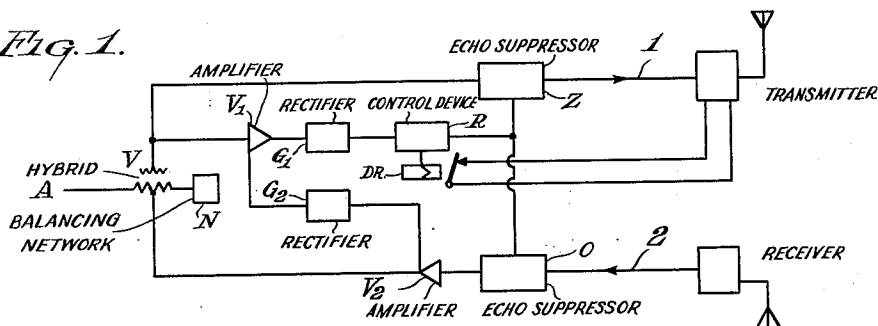 Fig. 1.
ECHO SUPPRESSOR
1
AMPLIFIER
V1
RECTIFIER
CONTROL DEVICE
R
Z
TRANSMITTER
G1
HYBRID
V
DR.
A
G2
N
BALANCING
NETWORK
RECTIFIER
O
2
RECEIVER
V2
AMPLIFIER
ECHO SUPPRESSOR